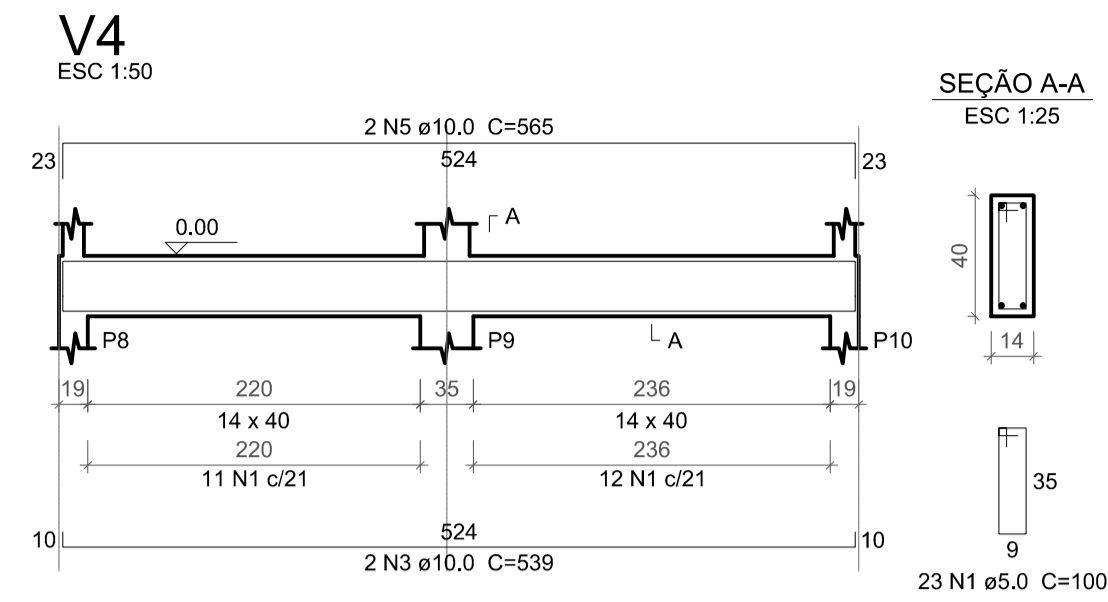 V4
ESC 1:50
SEÇÃO A-A
ESC 1:25
2 N5 ø10.0 C=565
23
524
23
A
0.00
40
14
P8
P9
A
P10
19
220
35
236
19
14 x 40
14 x 40
220
236
11 N1 c/21
12 N1 c/21
35
9
10
524
10
2 N3 ø10.0 C=539
23 N1 ø5.0 C=100